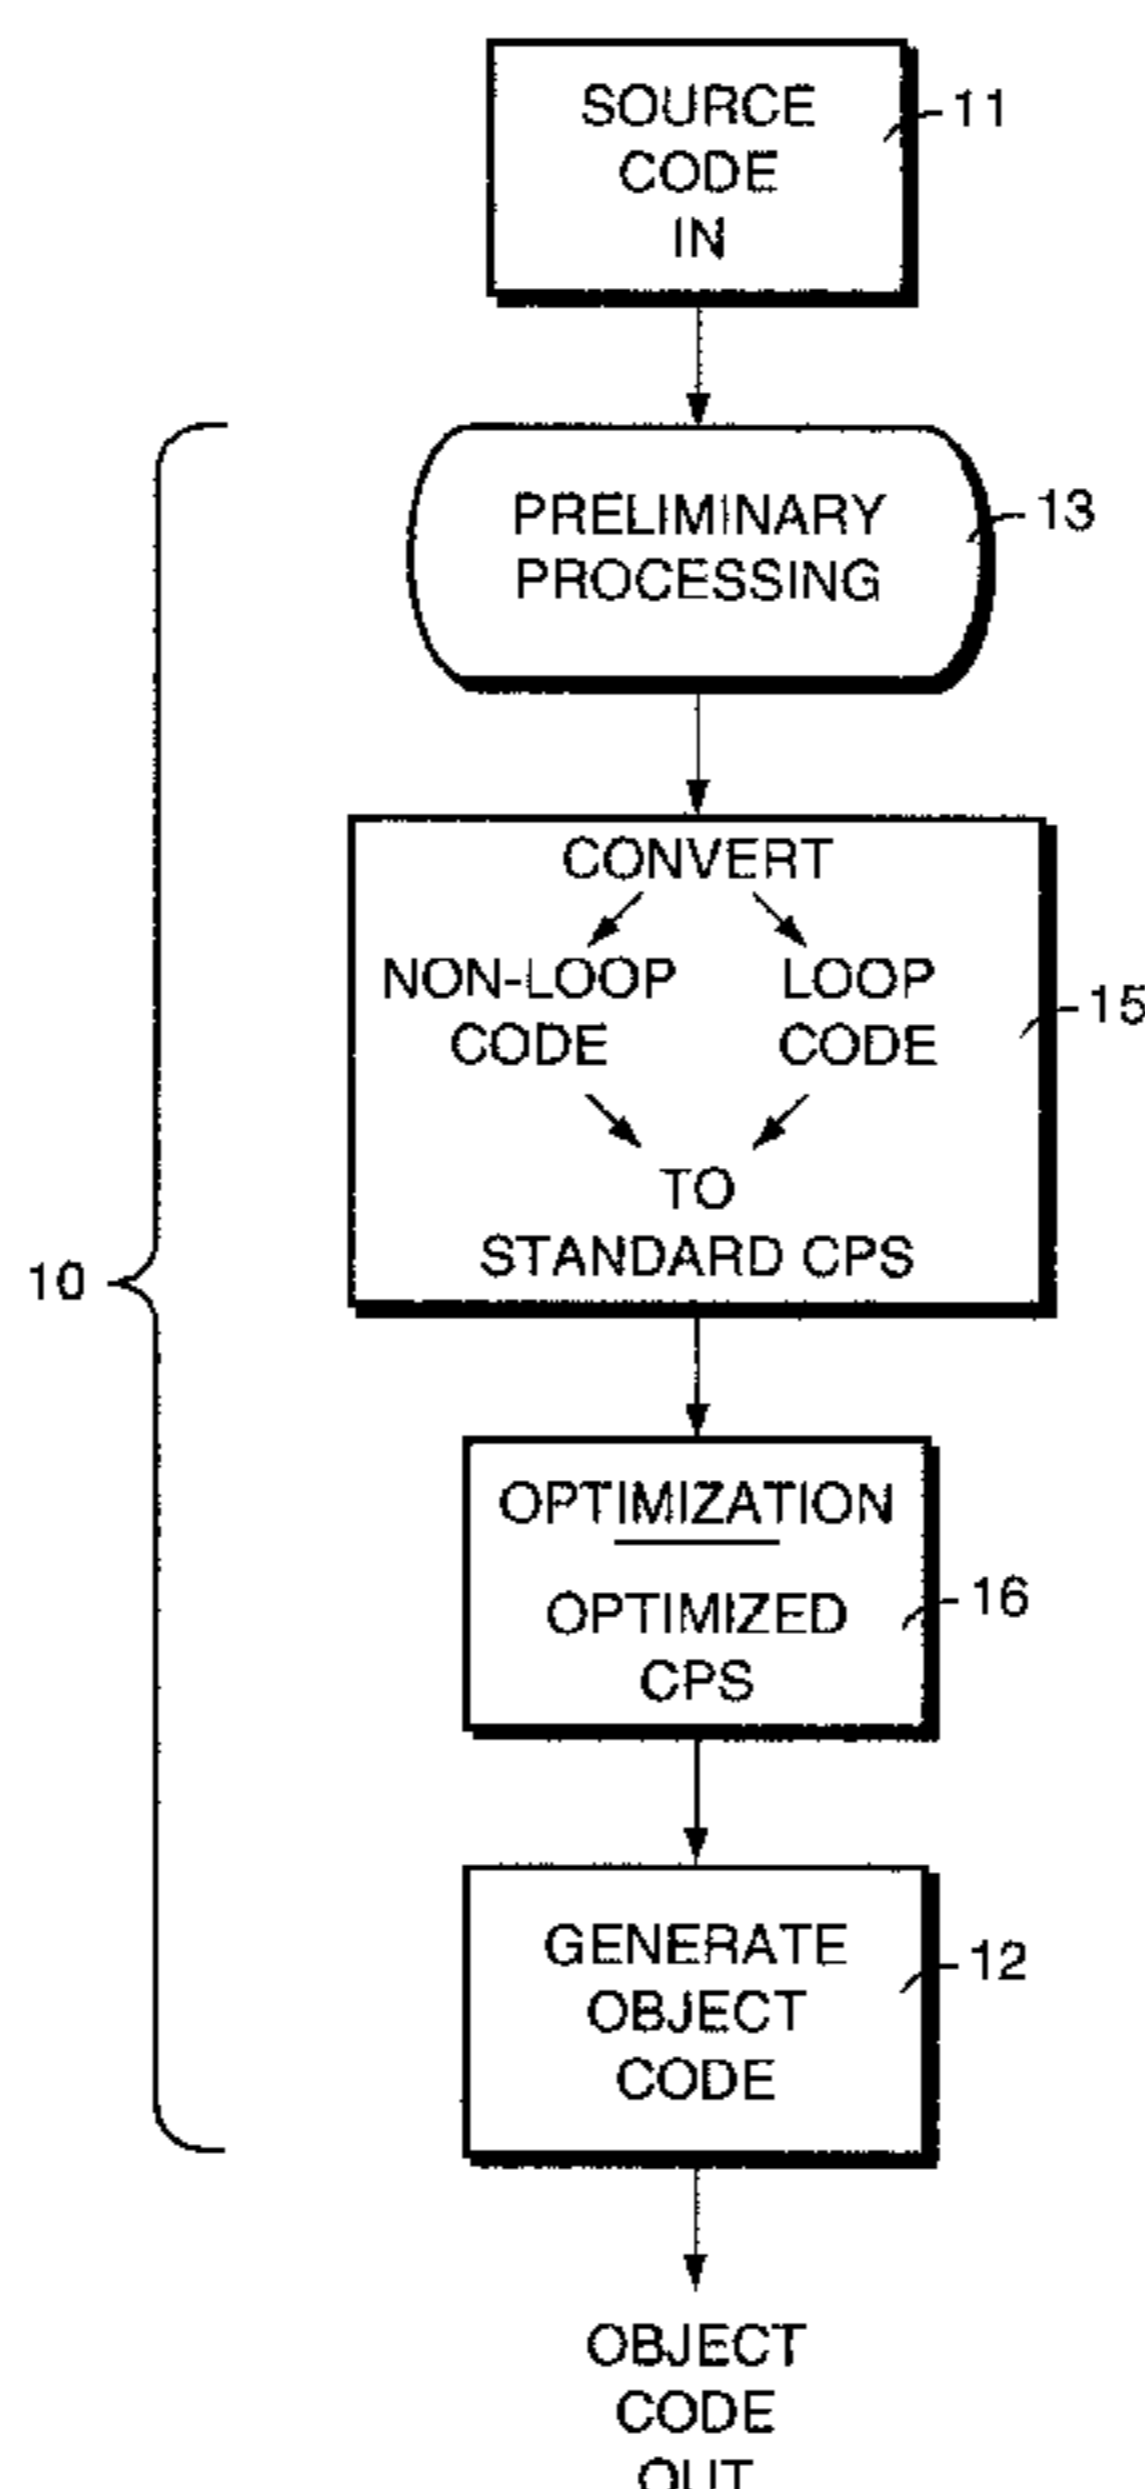 SOURCE
CODE
IN
11
PRELIMINARY
PROCESSING
13
CONVERT
NON-LOOP
CODE
LOOP
CODE
TO
STANDARD CPS
15
10
OPTIMIZATION
OPTIMIZED
CPS
16
GENERATE
OBJECT
CODE
12
OBJECT
CODE
OUT